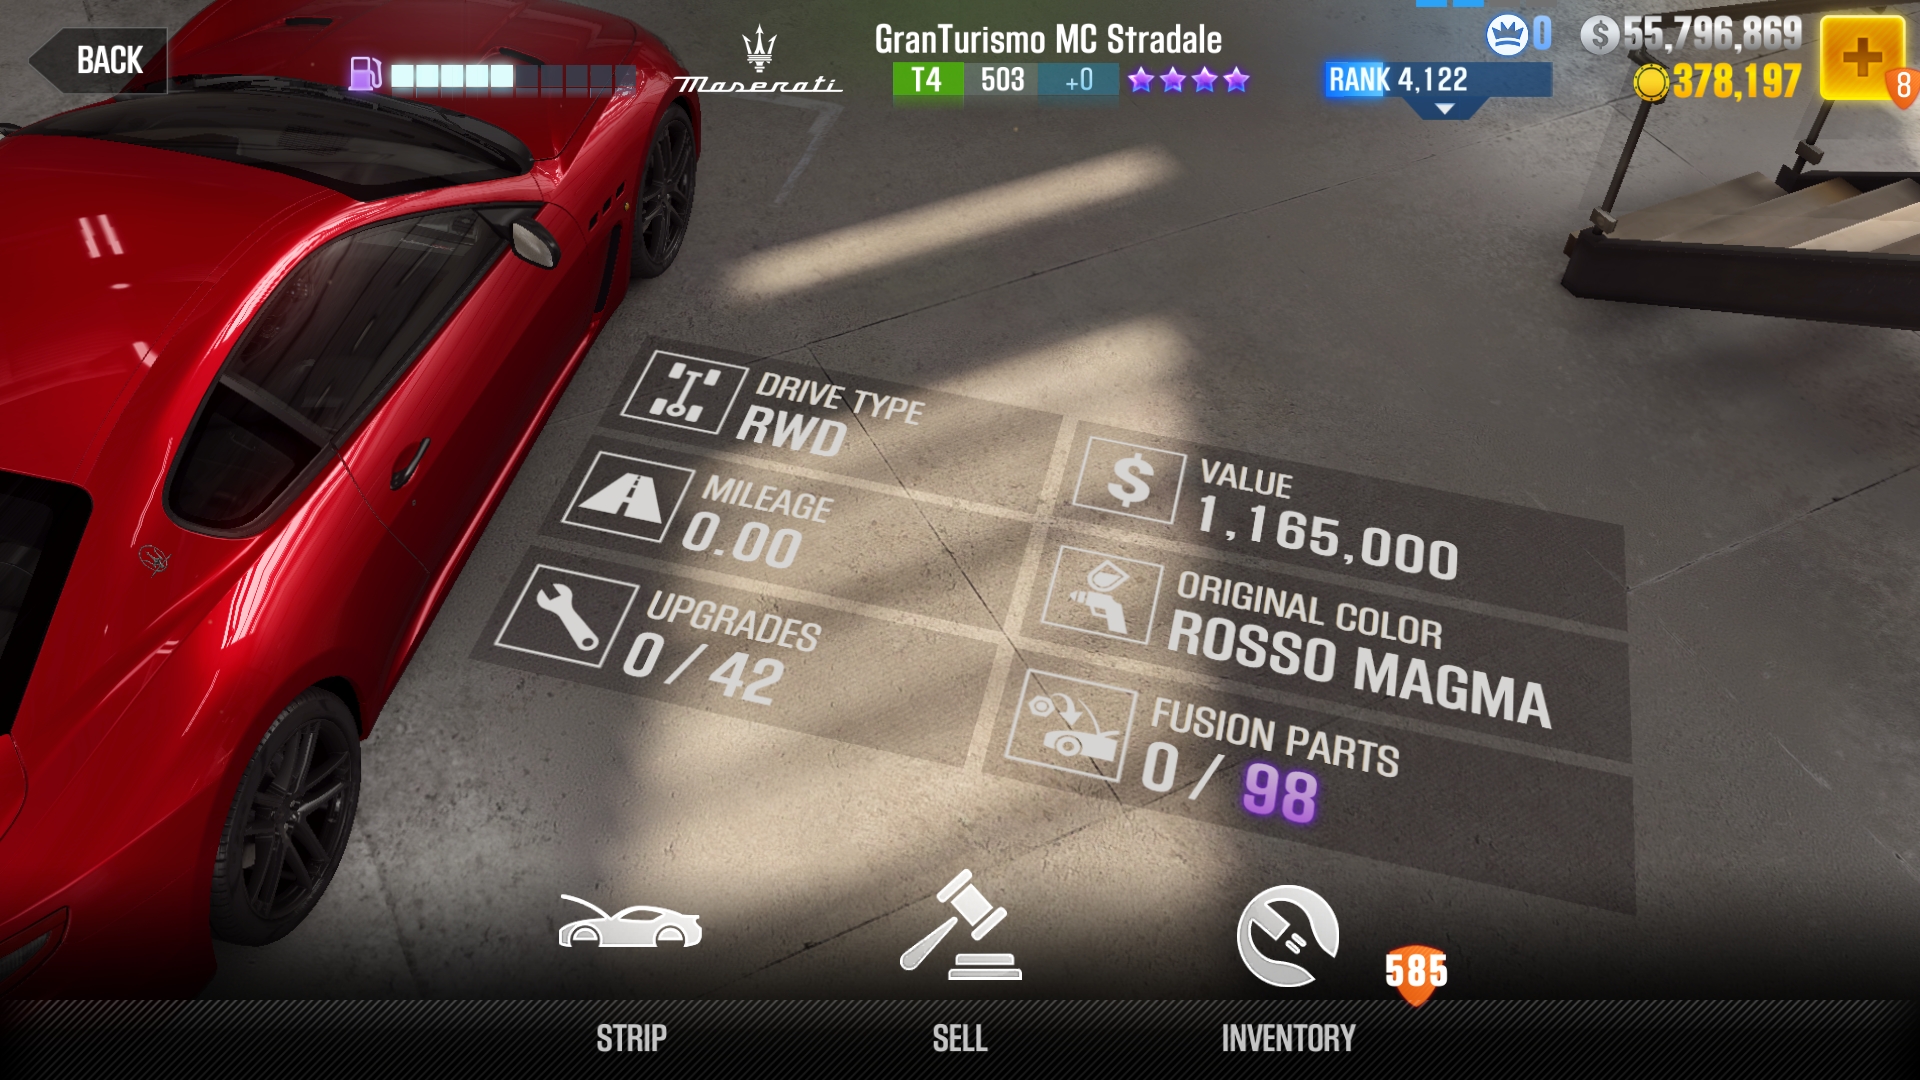 BACK
Maserati
GranTurismo MC Stradale
T4 503 +0
RANK 4,122
0
$ 55,796,869
378,197
8
DRIVE TYPE
RWD
MILEAGE
0.00
UPGRADES
0 / 42
$ VALUE
1,165,000
ORIGINAL COLOR
ROSSO MAGMA
FUSION PARTS
0 / 98
585
STRIP
SELL
INVENTORY